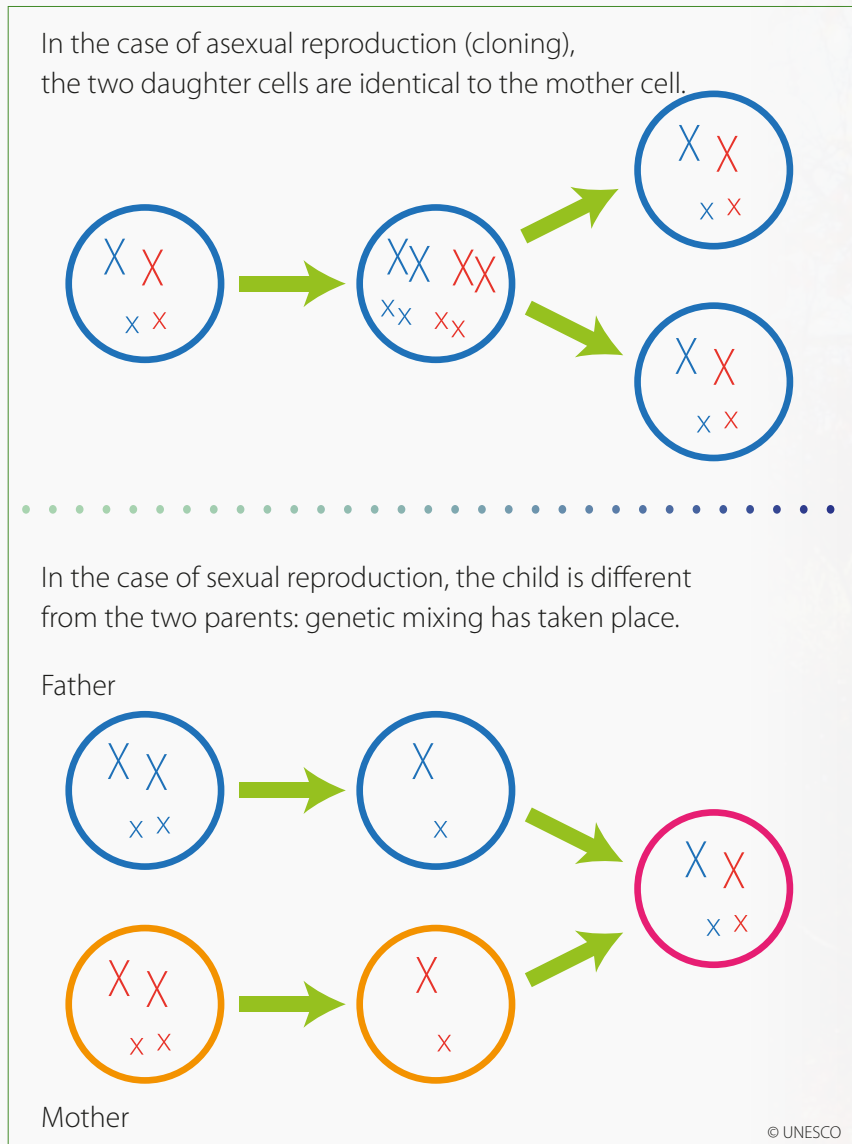 In the case of asexual reproduction (cloning),
the two daughter cells are identical to the mother cell.
In the case of sexual reproduction, the child is different
from the two parents: genetic mixing has taken place.
Father
Mother
© UNESCO